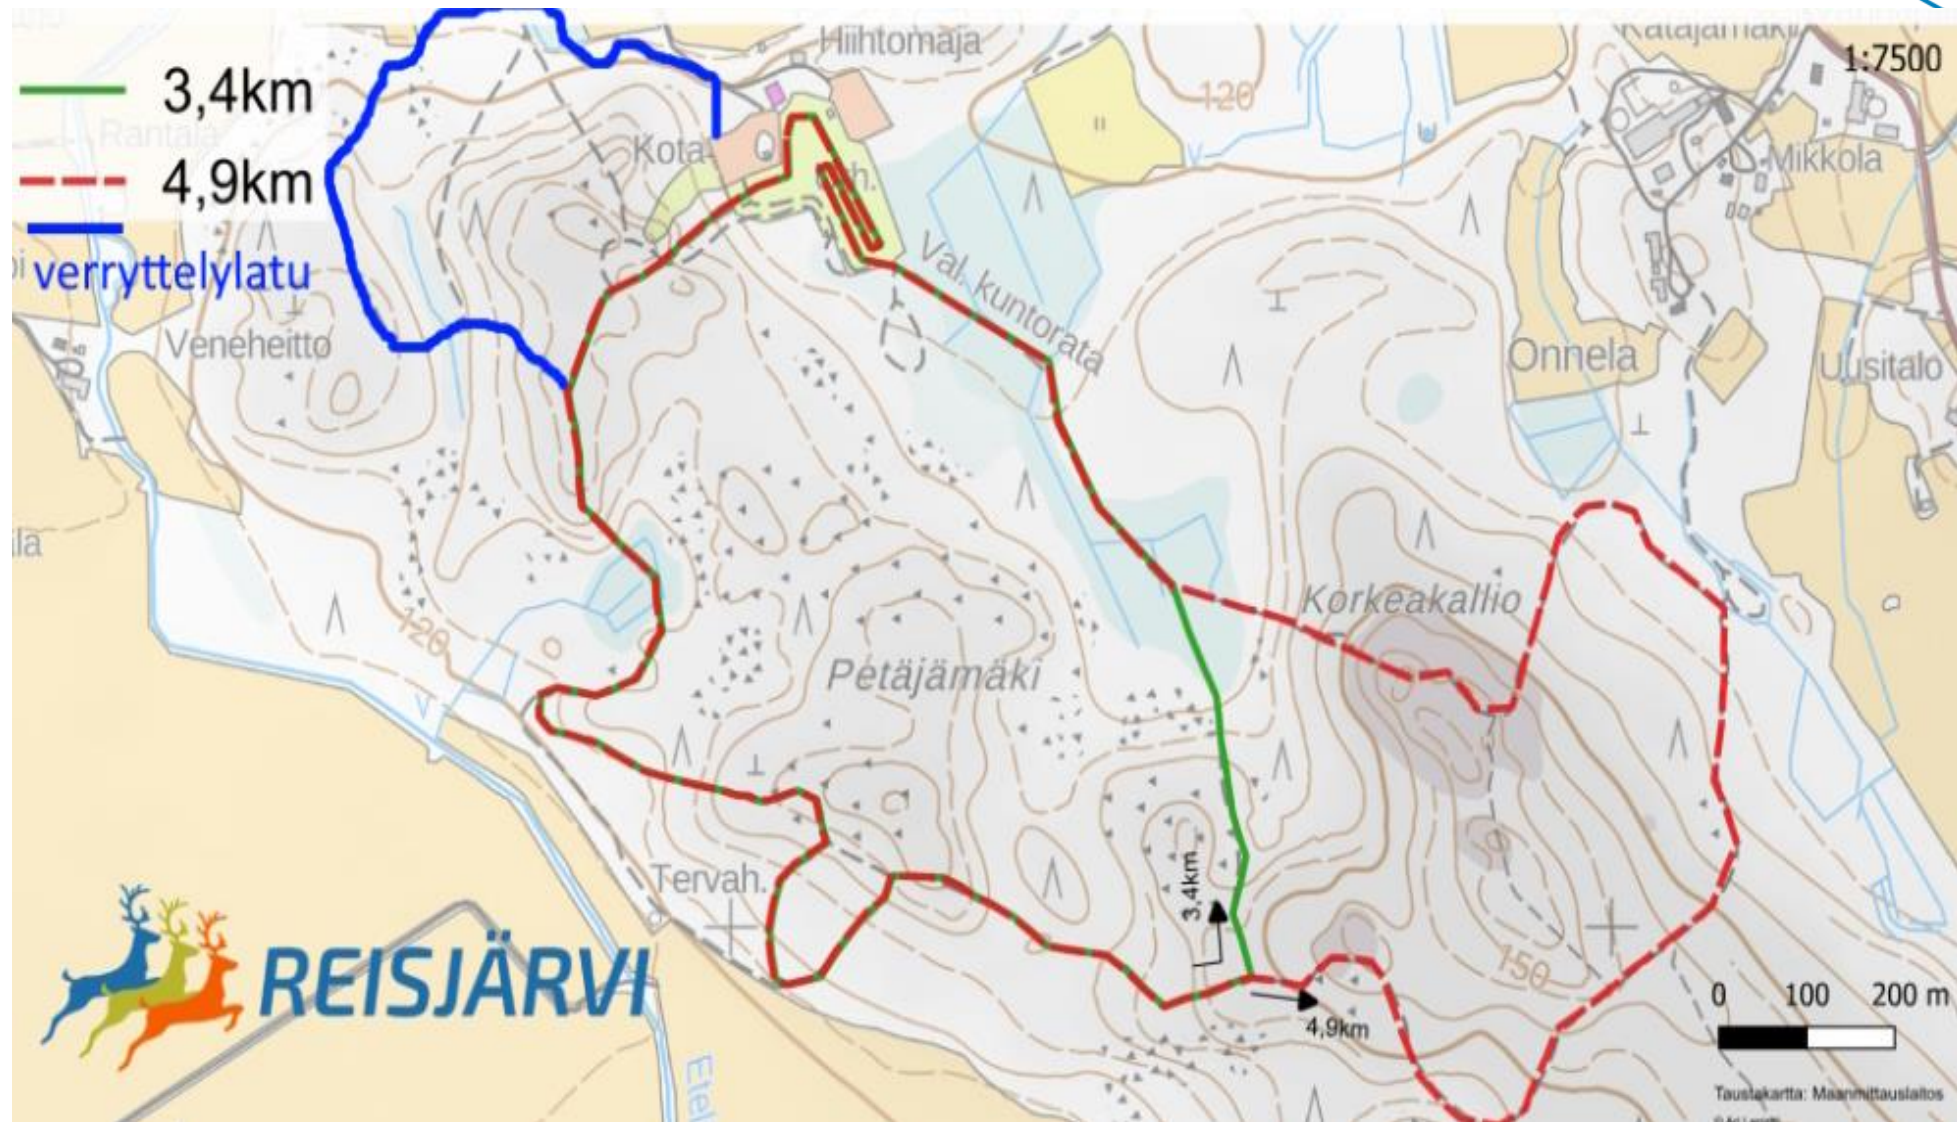 Hiihtomaja
Katajamäki
1:7500
3,4km
120
Rantala
Kota
Mikkola
4,9km
Val. kuntorata
verryttelylatu
Veneheitto
Onnela
Uusitalo
Korkeakallio
120
Petäjämäki
Tervah.
3,4km
REISJÄRVI
150
0 100 200 m
4,9km
Etel
Taustakartta: Maanmittauslaitos